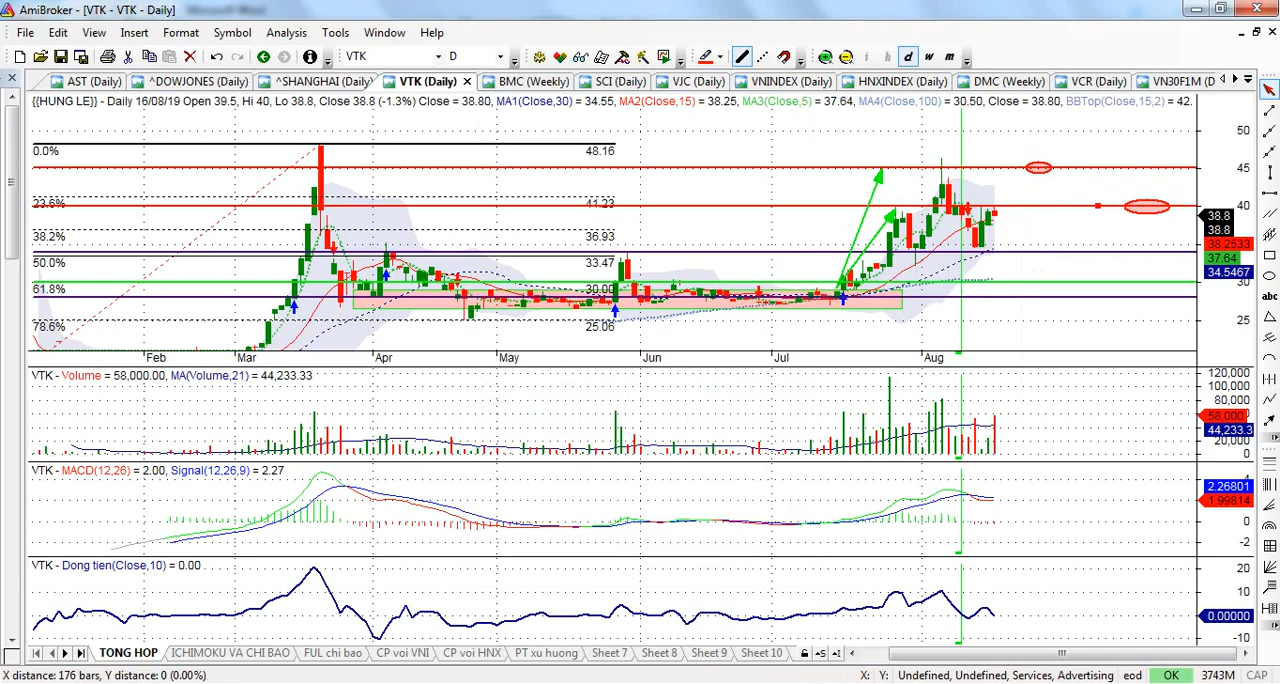 AmiBroker - [VTK - VTK - Daily]
File Edit View Insert Format Symbol Analysis Tools Window Help
VTK D d w m
AST (Daily) ^DOWJONES (Daily) ^SHANGHAI (Daily) VTK (Daily) BMC (Weekly) SCI (Daily) VJC (Daily) VNINDEX (Daily) HNXINDEX (Daily) DMC (Weekly) VCR (Daily) VN30F1M (D
{{HUNG LE}} - Daily 16/08/19 Open 39.5, Hi 40, Lo 38.8, Close 38.8 (-1.3%) Close = 38.80, MA1(Close,30) = 34.55, MA2(Close,15) = 38.25, MA3(Close,5) = 37.64, MA4(Close,100) = 30.50, Close = 38.80, BBTop(Close,15,2) = 42.
50
0.0% 48.16
45
23.6% 41.23 40
38.8
38.2% 36.93 38.8
38.2533
37.64
50.0% 33.47 34.5467
61.8% 30.00 30
78.6% 25.06 25
Feb Mar Apr May Jun Jul Aug
VTK - Volume = 58,000.00, MA(Volume,21) = 44,233.33
120,000
100,000
80,000
58,000
44,233.3
20,000
VTK - MACD(12,26) = 2.00, Signal(12,26,9) = 2.27
4
2.26801
1.99814
0
-2
VTK - Dong tien(Close,10) = 0.00
20
10
0.00000
-10
TONG HOP ICHIMOKU VA CHI BAO FUL chi bao CP voi VNI CP voi HNX PT xu huong Sheet 7 Sheet 8 Sheet 9 Sheet 10
X distance: 176 bars, Y distance: 0 (0.00%) X: Y: Undefined, Undefined, Services, Advertising eod OK 3743M CAP